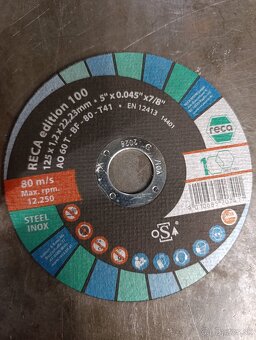 RECA edition 100
125 x 1,2 x 22,23mm • 5" x 0.045" x 7/8"
AO 60 T - BF - 80 - T41 • EN 12413
80 m/s
Max. rpm.
12.250
STEEL
INOX
reca
oSa